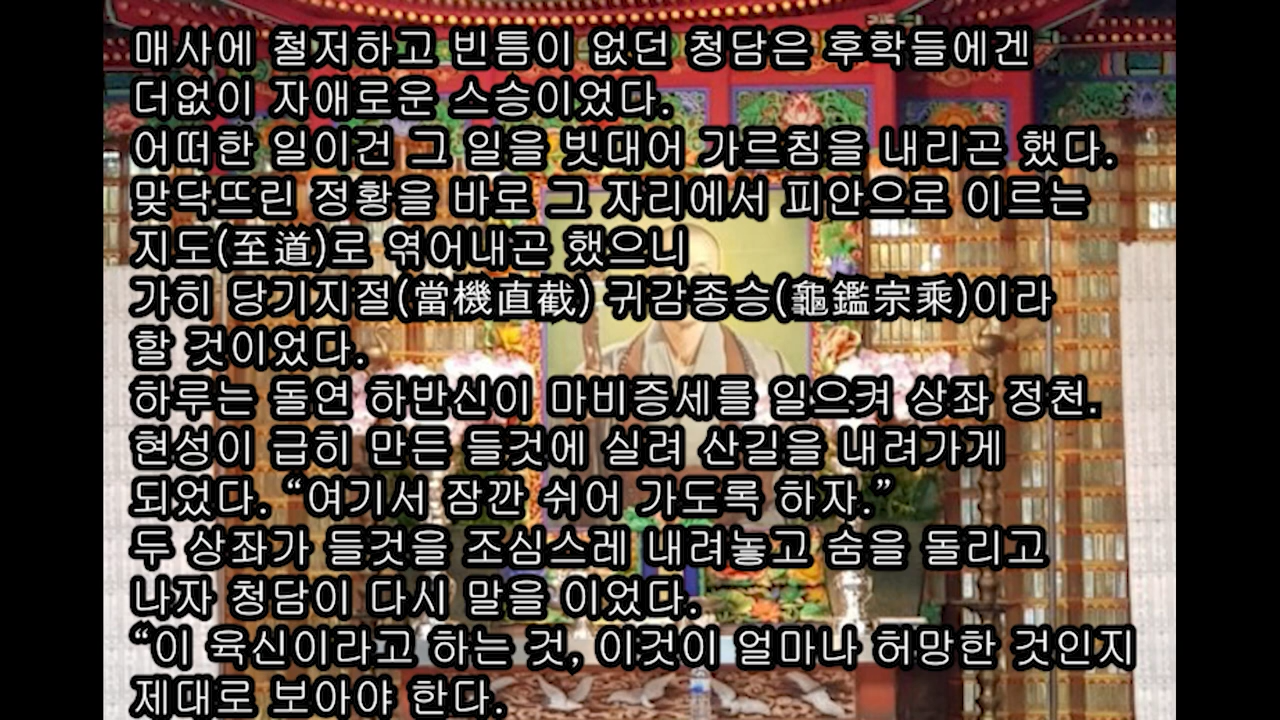 매사에 철저하고 빈틈이 없던 청담은 후학들에겐
더없이 자애로운 스승이었다.
어떠한 일이건 그 일을 빗대어 가르침을 내리곤 했다.
맞닥뜨린 정황을 바로 그 자리에서 피안으로 이르는
지도(至道)로 엮어내곤 했으니
가히 당기지절(當機直截) 귀감종승(龜鑑宗乘)이라
할 것이었다.
하루는 돌연 하반신이 마비증세를 일으켜 상좌 정천.
현성이 급히 만든 들것에 실려 산길을 내려가게
되었다. “여기서 잠깐 쉬어 가도록 하자.”
두 상좌가 들것을 조심스레 내려놓고 숨을 돌리고
나자 청담이 다시 말을 이었다.
“이 육신이라고 하는 것, 이것이 얼마나 허망한 것인지
제대로 보아야 한다.